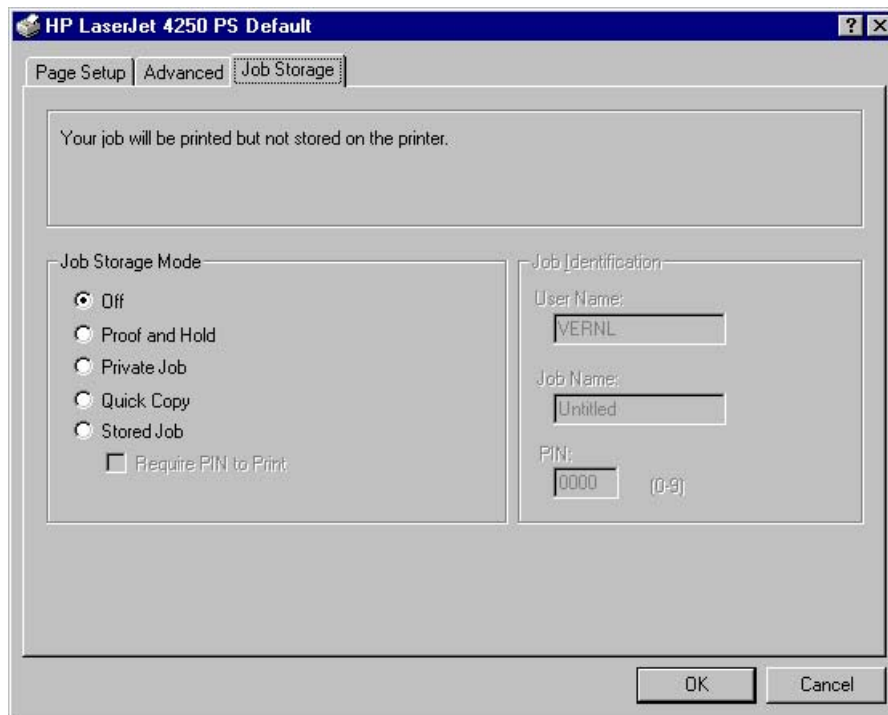 HP LaserJet 4250 PS Default
Page Setup
Advanced
Job Storage
Your job will be printed but not stored on the printer.
Job Storage Mode
Off
Proof and Hold
Private Job
Quick Copy
Stored Job
Require PIN to Print
Job Identification
User Name:
VERNL
Job Name:
Untitled
PIN:
0000 (0-9)
OK
Cancel